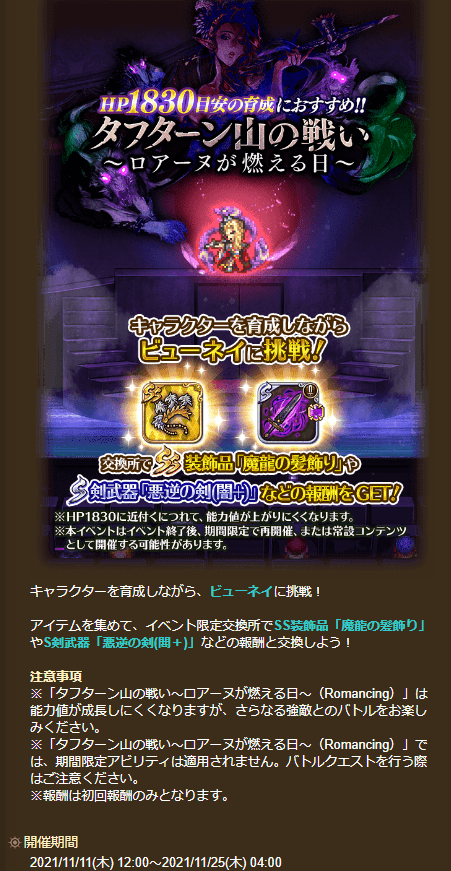 HP1830目安の育成におすすめ!!
タフターン山の戦い
～ロアーヌが燃える日～
キャラクターを育成しながら
ビューネイに挑戦!
SS
S
交換所でSS装飾品「魔龍の髪飾り」や
S剣武器「悪逆の剣(闇+)」などの報酬をGET!
※HP1830に近付くにつれて、能力値が上がりにくくなります。
※本イベントはイベント終了後、期間限定で再開催、または常設コンテンツ
として開催する可能性があります。
キャラクターを育成しながら、ビューネイに挑戦！
アイテムを集めて、イベント限定交換所でSS装飾品「魔龍の髪飾り」
やS剣武器「悪逆の剣(闇＋)」などの報酬と交換しよう！
注意事項
※「タフターン山の戦い～ロアーヌが燃える日～（Romancing）」は
能力値が成長しにくくなりますが、さらなる強敵とのバトルをお楽し
みください。
※「タフターン山の戦い～ロアーヌが燃える日～（Romancing）」で
は、期間限定アビリティは適用されません。バトルクエストを行う際
はご注意ください。
※報酬は初回報酬のみとなります。
開催期間
2021/11/11(木) 12:00～2021/11/25(木) 04:00